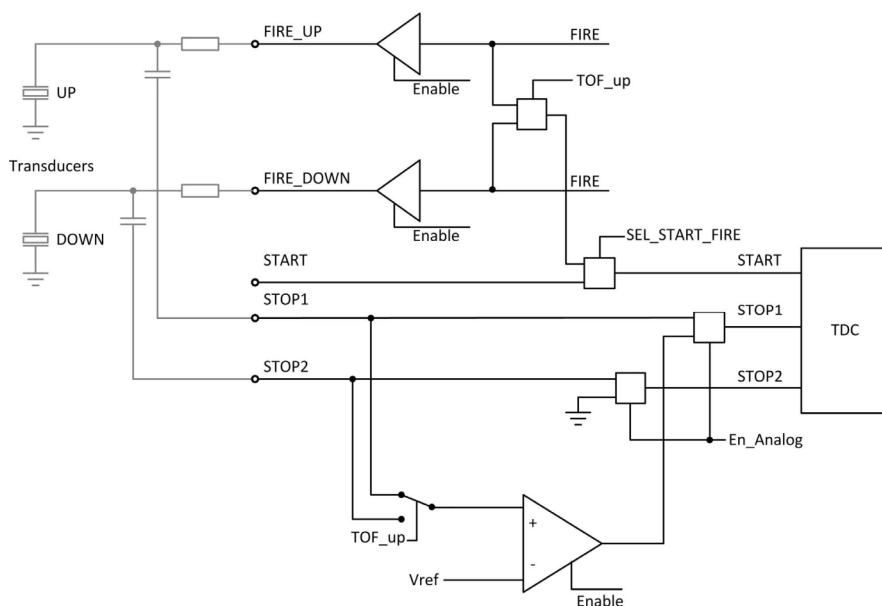 FIRE_UP
FIRE
UP
Enable
TOF_up
Transducers
FIRE_DOWN
FIRE
DOWN
Enable
SEL_START_FIRE
START
START
STOP1
STOP1
TDC
STOP2
STOP2
En_Analog
+
TOF_up
-
Vref
Enable